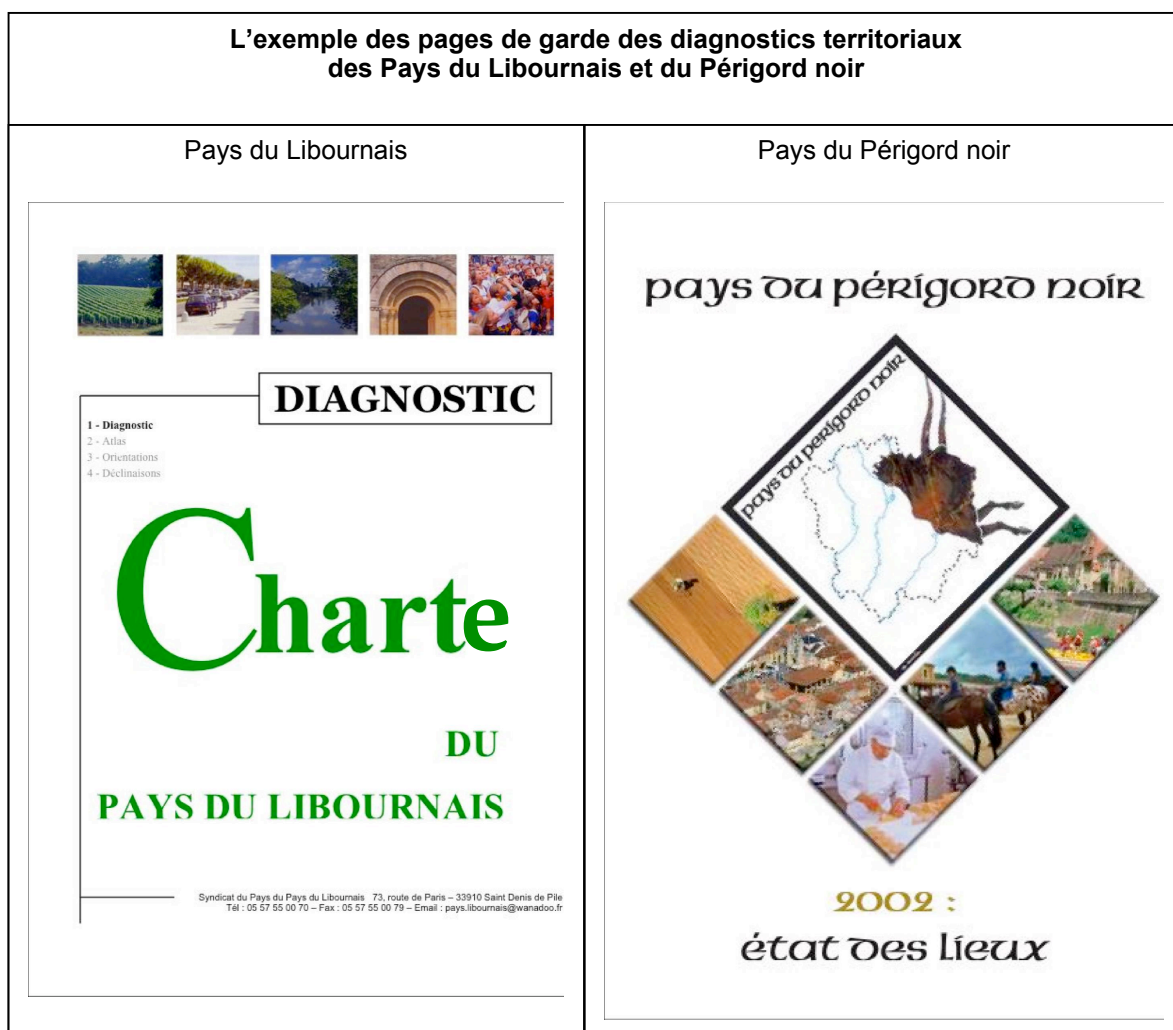 L'exemple des pages de garde des diagnostics territoriaux
des Pays du Libournais et du Périgord noir
Pays du Libournais
DIAGNOSTIC
1 - Diagnostic
2 - Atlas
3 - Orientations
4 - Déclinaisons
Charte
DU
PAYS DU LIBOURNAIS
Syndicat du Pays du Pays du Libournais 73, route de Paris – 33910 Saint Denis de Pile
Tél : 05 57 55 00 70 – Fax : 05 57 55 00 79 – Email : pays.libournais@wanadoo.fr
Pays du Périgord noir
pays du périgord noir
pays du périgord noir
2002 :
état des lieux